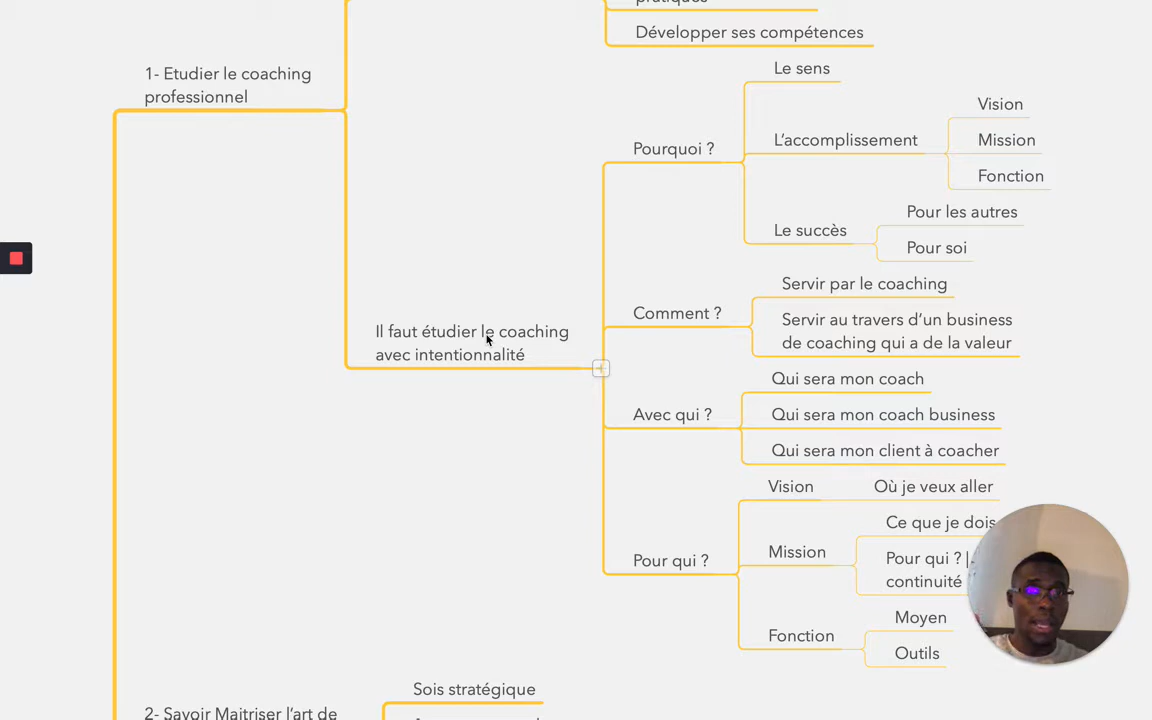 pratiques
Développer ses compétences
1- Etudier le coaching
professionnel
Il faut étudier le coaching
avec intentionnalité
Pourquoi ?
Le sens
L'accomplissement
Vision
Mission
Fonction
Le succès
Pour les autres
Pour soi
Comment ?
Servir par le coaching
Servir au travers d'un business
de coaching qui a de la valeur
Avec qui ?
Qui sera mon coach
Qui sera mon coach business
Qui sera mon client à coacher
Pour qui ?
Vision
Où je veux aller
Mission
Ce que je dois
Pour qui ? |
continuité
Fonction
Moyen
Outils
2- Savoir Maitriser l'art de
Sois stratégique